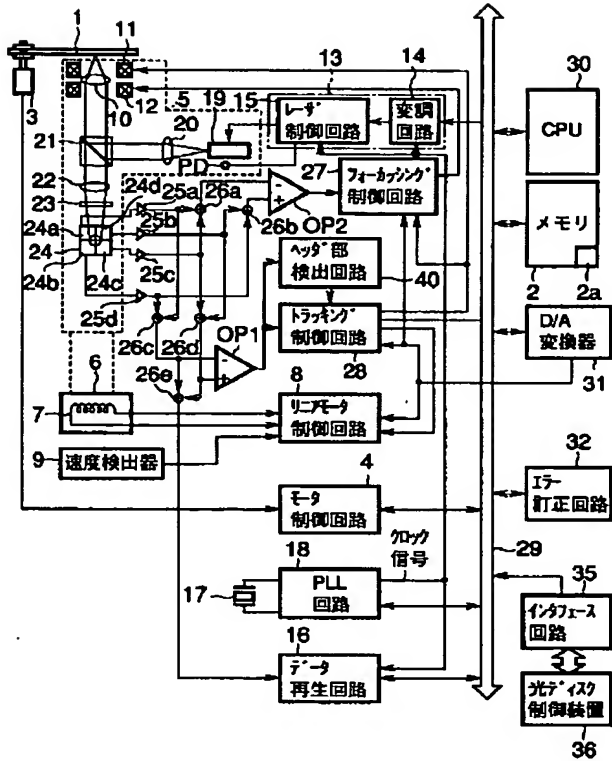 1
11
13
14
30
3
10
12
5
15
19
レーザ
制御回路
変調
回路
CPU
21
20
PD
27
フォーカッシング
制御回路
22
23
24d
25a
26a
24a
25b
26b
OP2
メモリ
24
24b
24c
25c
ヘッダ部
検出回路
40
2
2a
25d
26c
26d
OP1
トラッキング
制御回路
28
D/A
変換器
31
6
26e
8
7
リニアモータ
制御回路
9
速度検出器
4
32
エラー
訂正回路
モータ
制御回路
29
クロック
信号
18
17
PLL
回路
35
インタフェース
回路
16
データ
再生回路
光ディスク
制御装置
36